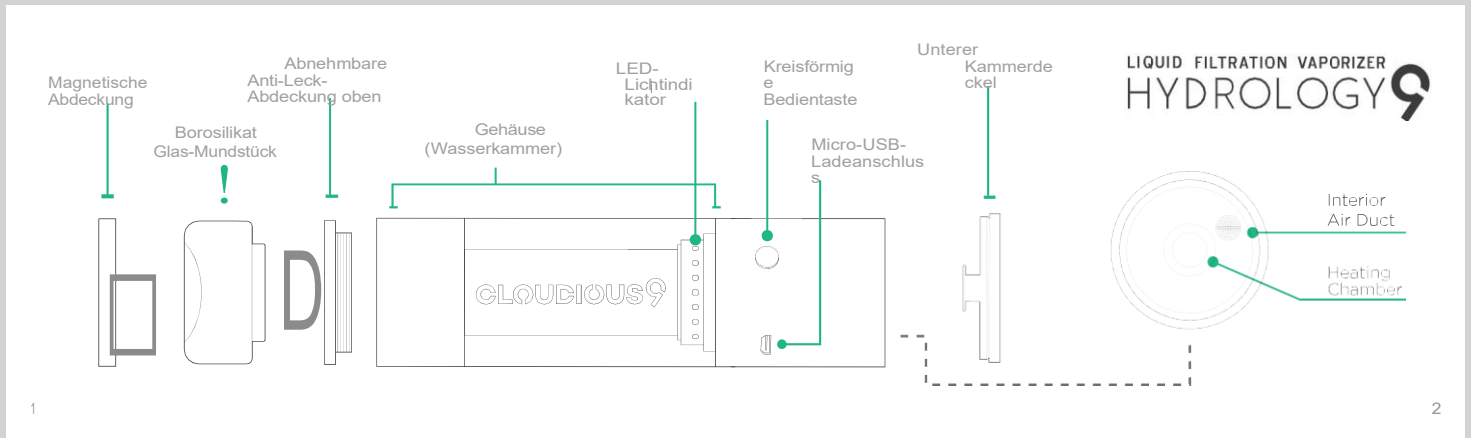 Magnetische
Abdeckung
Borosilikat
Glas-Mundstück
Abnehmbare
Anti-Leck-
Abdeckung oben
Gehäuse
(Wasserkammer)
LED-
Lichtindi
kator
Kreisförmig
e
Bedientaste
Micro-USB-
Ladeanschlus
s
Unterer
Kammerde
ckel
LIQUID FILTRATION VAPORIZER
HYDROLOGY9
CLOUDIOUS9
Interior
Air Duct
Heating
Chamber
1
2